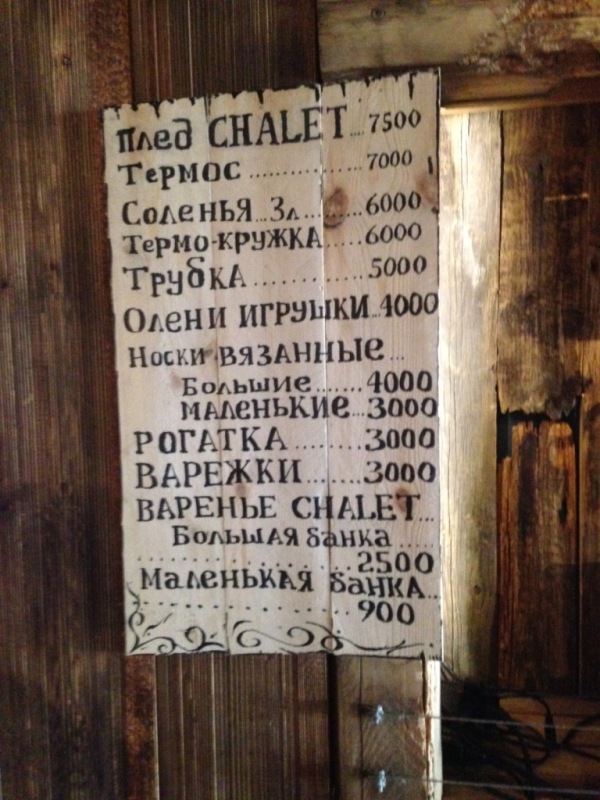 Плед CHALET...7500
Термос ............... 7000
Соленья...3л......6000
Термо-кружка.....6000
Трубка............5000
Олени игрушки...4000
Носки вязанные...
Большие.......4000
маленькие...3000
РОГАТКА.........3000
ВАРЕЖКИ.......3000
ВАРЕНЬЕ CHALET...
Большая банка....
....................2500
Маленькая банка..
....................900